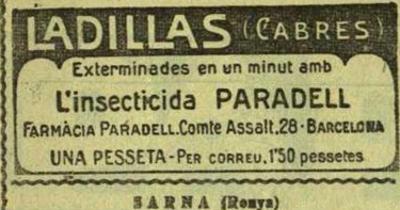 LADILLAS (CABRES)
Exterminades en un minut amb
L'insecticida PARADELL
FARMÀCIA PARADELL.Comte Assalt.28-BARCELONA
UNA PESSETA-PER CORREU.1'50 pessetes
SARNA (Ronya)